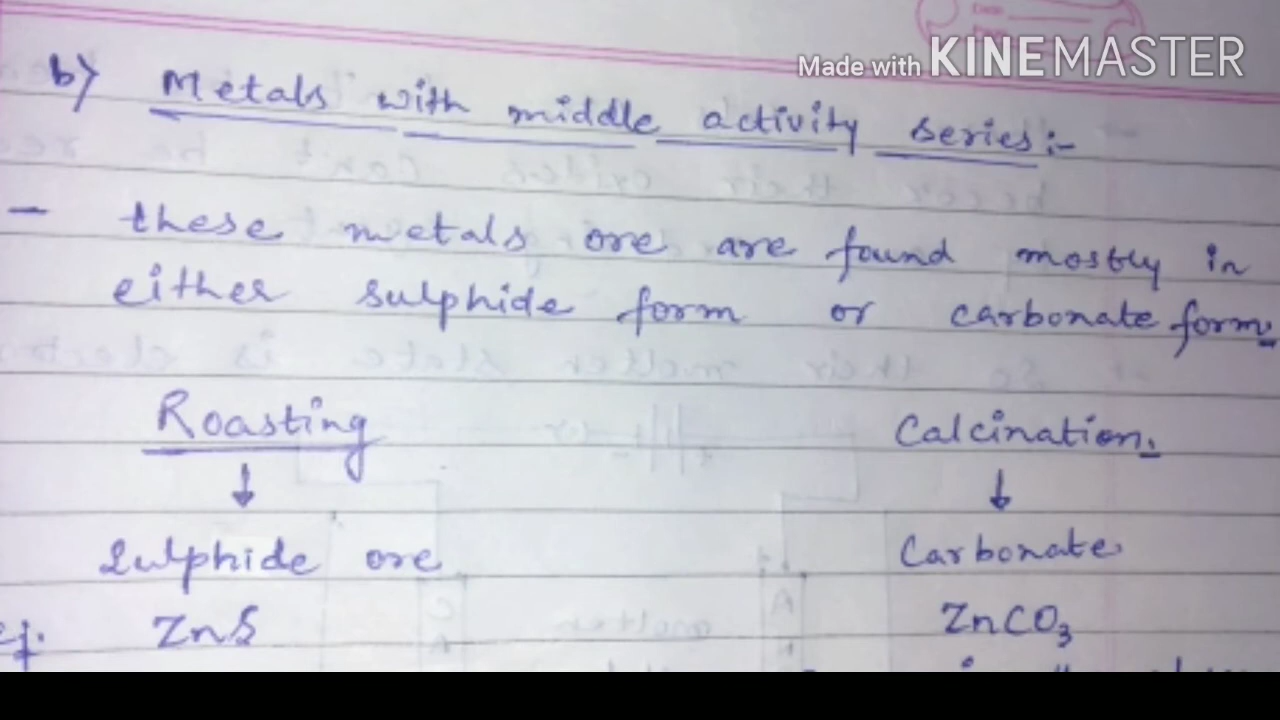 Made with KINEMASTER
b) Metals with middle activity series:-
- these metals ore are found mostly in
either sulphide form or carbonate form.
Roasting Calcination.
↓ ↓
Sulphide ore Carbonate
eg. ZnS ZnCO₃